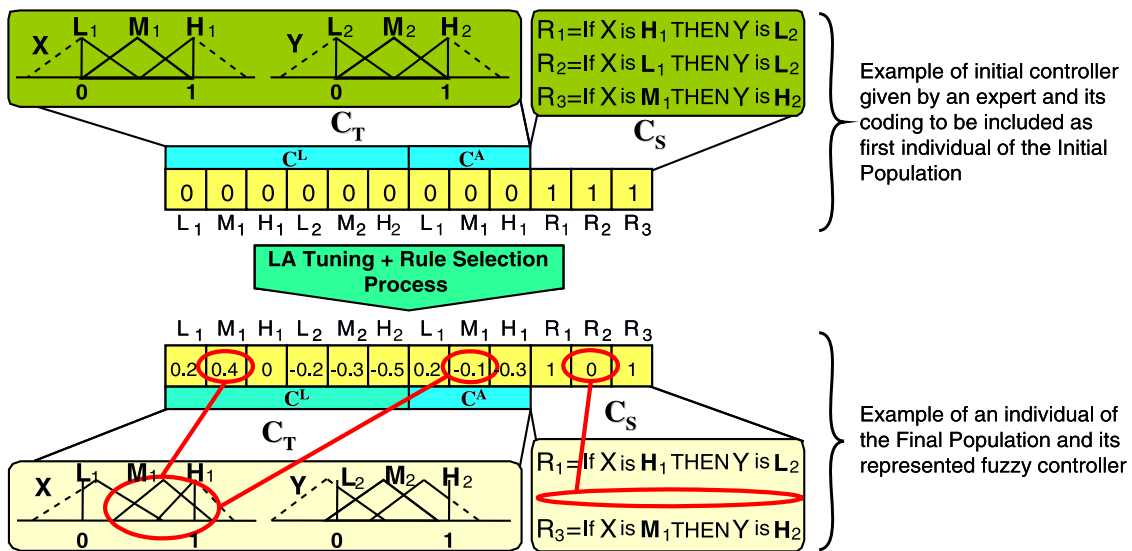 X L1 M1 H1 Y L2 M2 H2
0 1 0 1
R1=If X is H1 THEN Y is L2
R2=If X is L1 THEN Y is L2
R3=If X is M1 THEN Y is H2
Example of initial controller
given by an expert and its
coding to be included as
first individual of the Initial
Population
CT CS
CL CA
0 0 0 0 0 0 0 0 0 1 1 1
L1 M1 H1 L2 M2 H2 L1 M1 H1 R1 R2 R3
LA Tuning + Rule Selection
Process
L1 M1 H1 L2 M2 H2 L1 M1 H1 R1 R2 R3
0.2 0.4 0 -0.2 -0.3 -0.5 0.2 -0.1 -0.3 1 0 1
CL CA
CT CS
X L1 M1 H1 Y L2 M2 H2
0 1 0 1
R1=If X is H1 THEN Y is L2
R3=If X is M1 THEN Y is H2
Example of an individual of
the Final Population and its
represented fuzzy controller